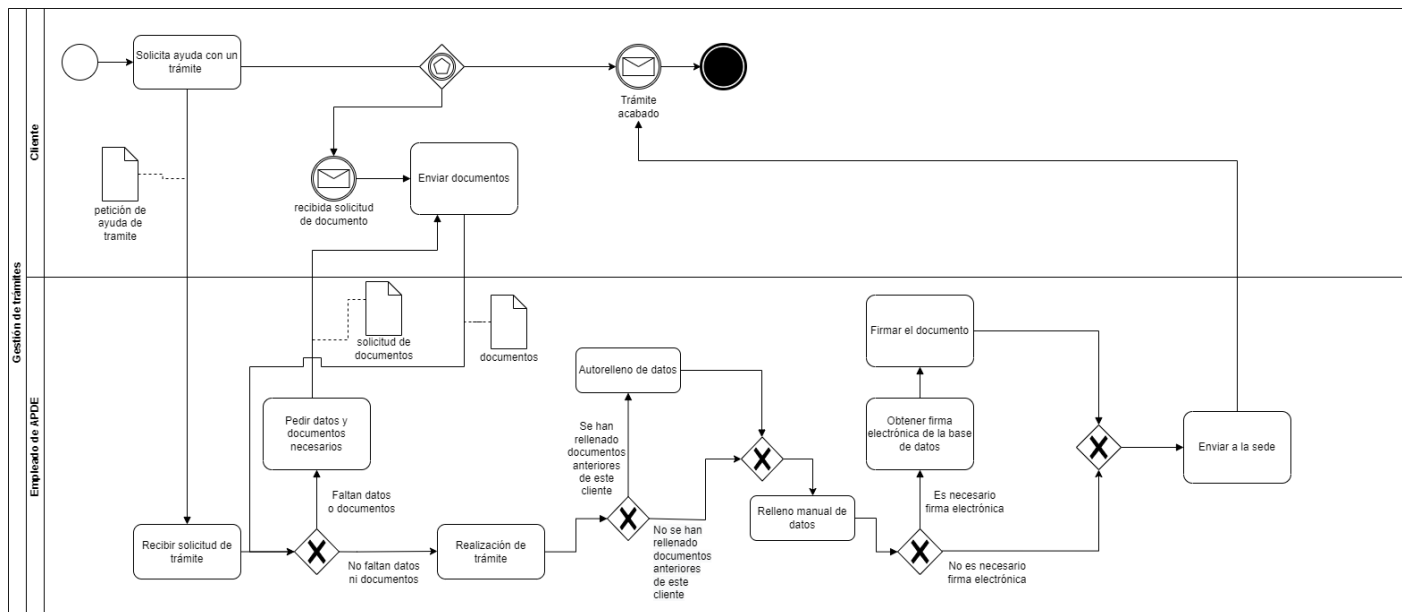 Gestión de trámites
Cliente
Solicita ayuda con un
trámite
Trámite
acabado
Enviar documentos
recibida solicitud
de documento
petición de
ayuda de
tramite
Empleado de APDE
solicitud de
documentos
documentos
Firmar el documento
Autorelleno de datos
Pedir datos y
documentos
necesarios
Obtener firma
electrónica de la base
de datos
Se han
rellenado
documentos
anteriores
de este
cliente
Enviar a la sede
Faltan datos
o documentos
Es necesario
firma electrónica
Relleno manual de
datos
Recibir solicitud de
trámite
No faltan datos
ni documentos
Realización de
trámite
No se han
rellenado
documentos
anteriores
de este
cliente
No es necesario
firma electrónica